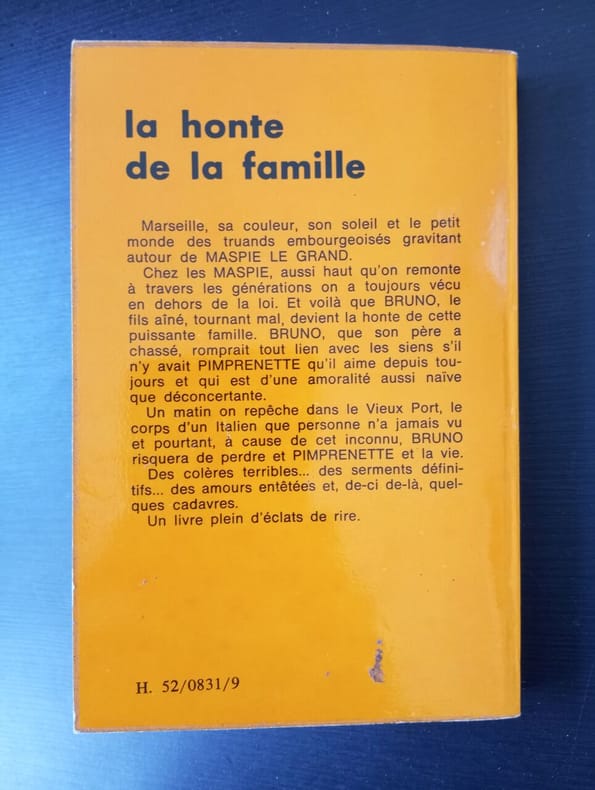 la honte
de la famille
Marseille, sa couleur, son soleil et le petit
monde des truands embourgeoisés gravitant
autour de MASPIE LE GRAND.
Chez les MASPIE, aussi haut qu'on remonte
à travers les générations on a toujours vécu
en dehors de la loi. Et voilà que BRUNO, le
fils aîné, tournant mal, devient la honte de cette
puissante famille. BRUNO, que son père a
chassé, romprait tout lien avec les siens s'il
n'y avait PIMPRENETTE qu'il aime depuis tou-
jours et qui est d'une amoralité aussi naïve
que déconcertante.
Un matin on repêche dans le Vieux Port, le
corps d'un Italien que personne n'a jamais vu
et pourtant, à cause de cet inconnu, BRUNO
risquera de perdre et PIMPRENETTE et la vie.
Des colères terribles... des serments défini-
tifs... des amours entêtées et, de-ci de-là, quel-
ques cadavres.
Un livre plein d'éclats de rire.
H. 52/0831/9